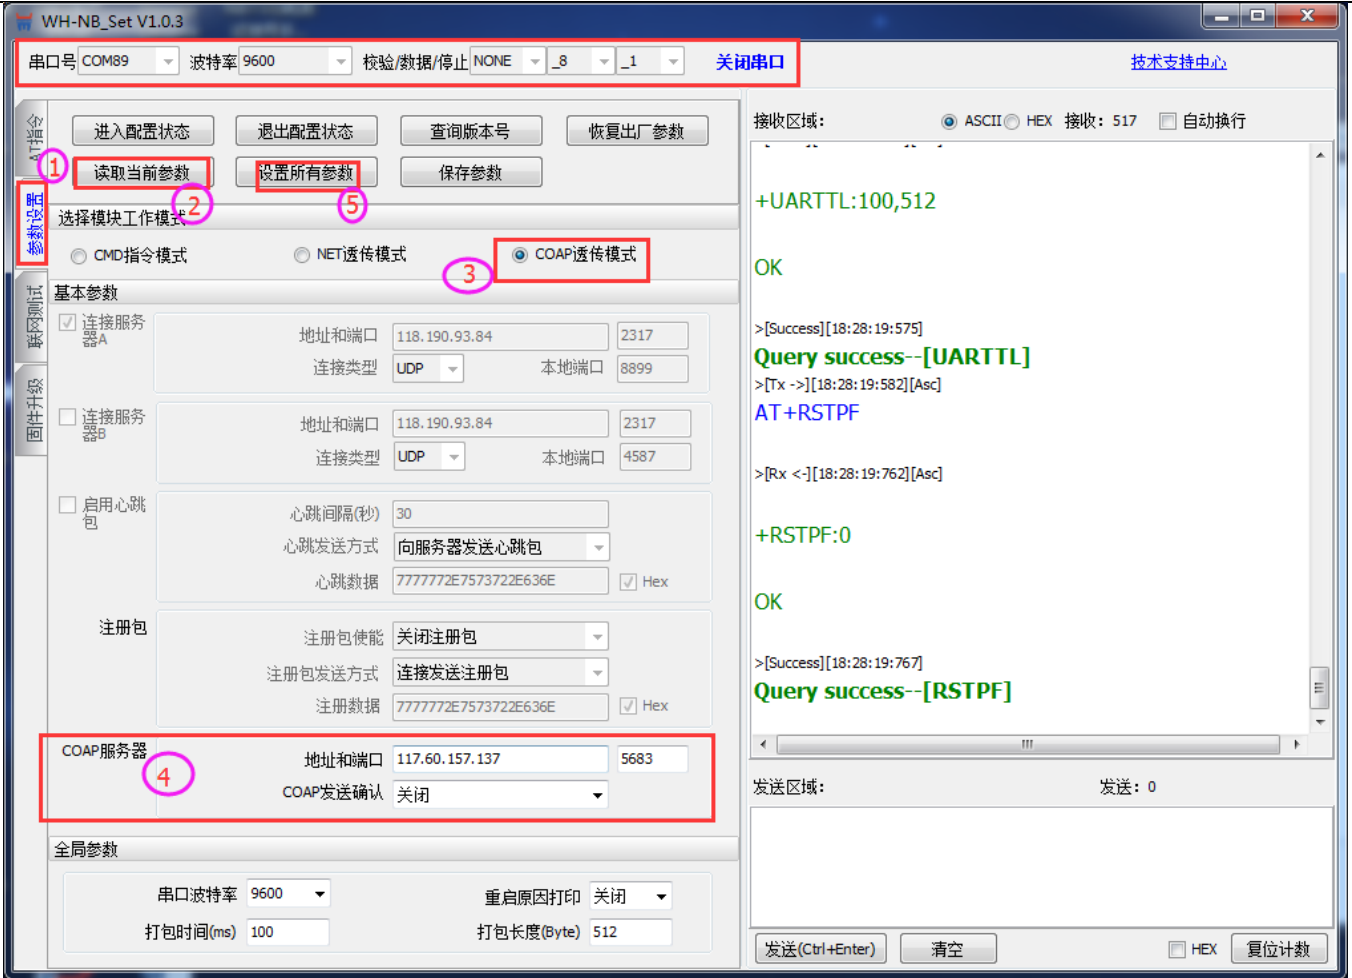 WH-NB_Set V1.0.3
串口号 COM89 波特率 9600 校验/数据/停止 NONE _8 _1 关闭串口 技术支持中心
AT指令
参数设置
联网测试
固件升级
进入配置状态 退出配置状态 查询版本号 恢复出厂参数
读取当前参数 设置所有参数 保存参数
1
2
5
选择模块工作模式
CMD指令模式 NET透传模式 COAP透传模式
3
基本参数
连接服务器A
地址和端口 118.190.93.84 2317
连接类型 UDP 本地端口 8899
连接服务器B
地址和端口 118.190.93.84 2317
连接类型 UDP 本地端口 4587
启用心跳包
心跳间隔(秒) 30
心跳发送方式 向服务器发送心跳包
心跳数据 7777772E7573722E636E Hex
注册包
注册包使能 关闭注册包
注册包发送方式 连接发送注册包
注册数据 7777772E7573722E636E Hex
COAP服务器
4
地址和端口 117.60.157.137 5683
COAP发送确认 关闭
全局参数
串口波特率 9600 重启原因打印 关闭
打包时间(ms) 100 打包长度(Byte) 512
接收区域: ASCII HEX 接收: 517 自动换行
+UARTTL:100,512
OK
>[Success][18:28:19:575]
Query success--[UARTTL]
>[Tx ->][18:28:19:582][Asc]
AT+RSTPF
>[Rx <-][18:28:19:762][Asc]
+RSTPF:0
OK
>[Success][18:28:19:767]
Query success--[RSTPF]
发送区域: 发送: 0
发送(Ctrl+Enter) 清空 HEX 复位计数